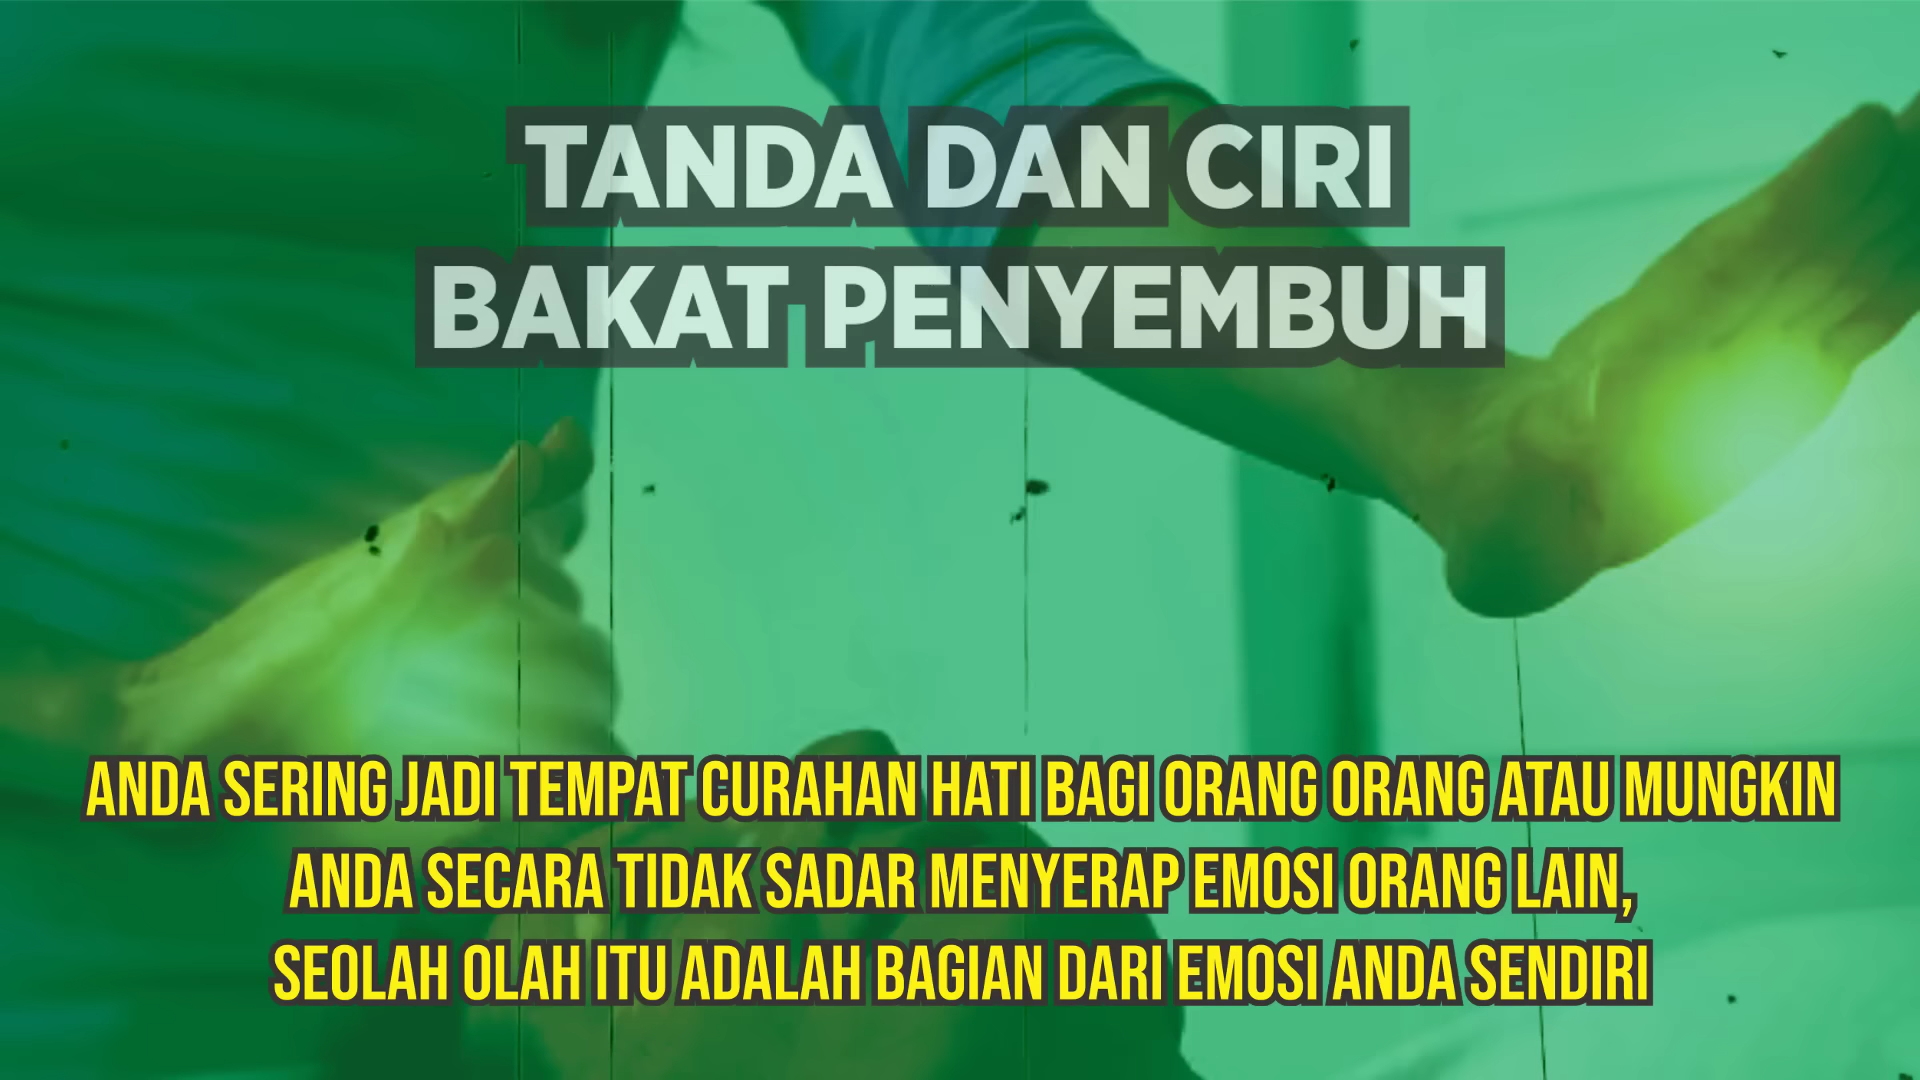 TANDA DAN CIRI
BAKAT PENYEMBUH
ANDA SERING JADI TEMPAT CURAHAN HATI BAGI ORANG ORANG ATAU MUNGKIN
ANDA SECARA TIDAK SADAR MENYERAP EMOSI ORANG LAIN,
SEOLAH OLAH ITU ADALAH BAGIAN DARI EMOSI ANDA SENDIRI